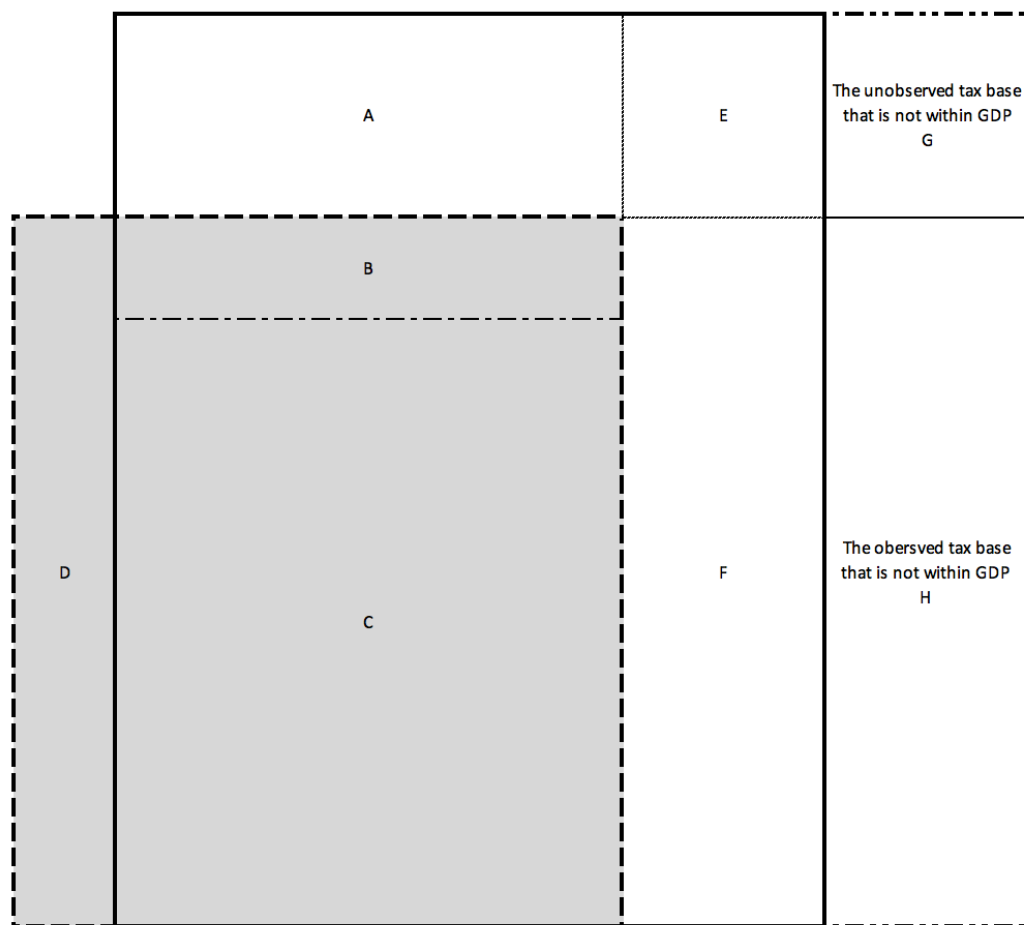 A
E
The unobserved tax base
that is not within GDP
G
B
D
C
F
The obersved tax base
that is not within GDP
H